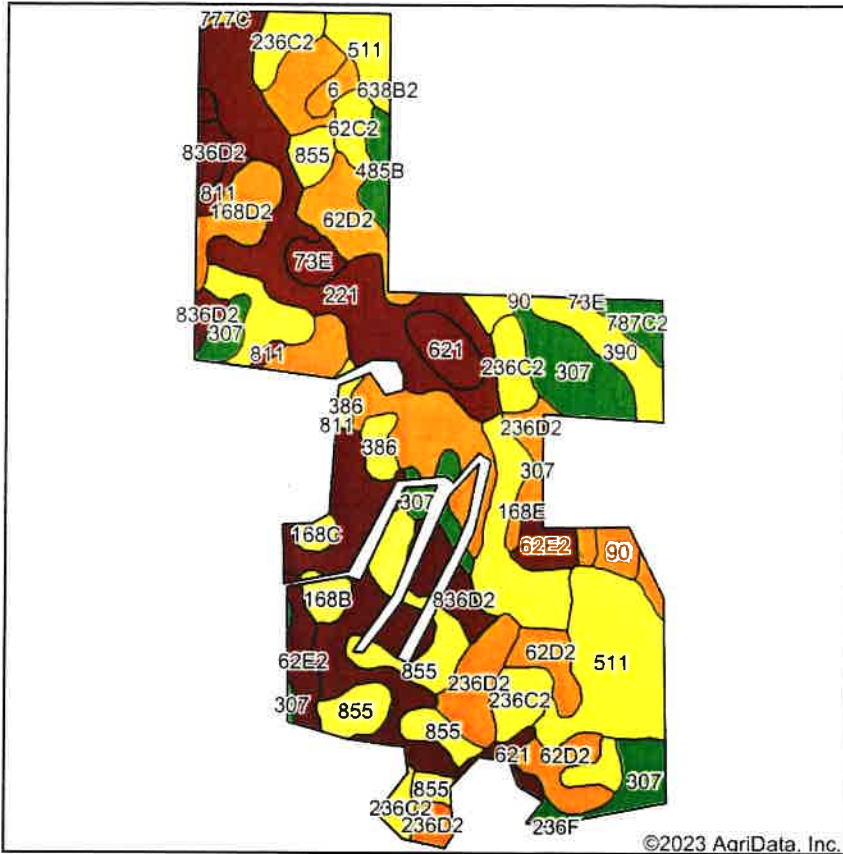 777C
236C2
511
6 638B2
62C2
836D2
855
485B
811
168D2
62D2
73E
221
90
73E
836D2
307
787C2
811
621
236C2
390
307
386
811
236D2
386
307
307
168E
168C
62E2
90
168B
836D2
62E2
62D2
855
511
236D2
236C2
307
855
855
621
62D2
855
307
236C2
236D2
236F
©2023 AgriData, Inc.